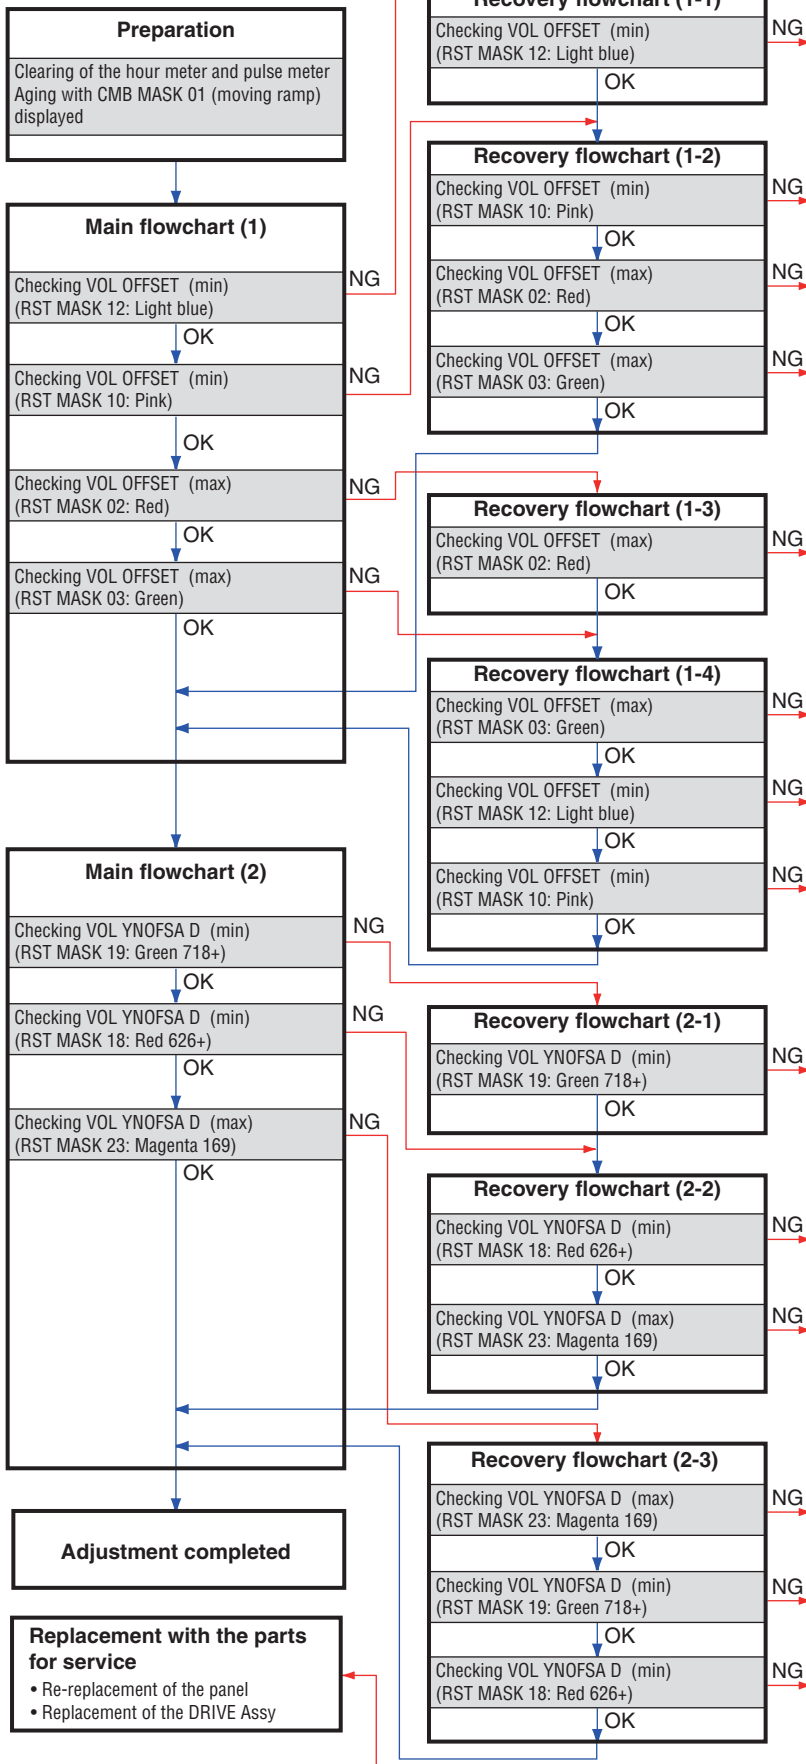 Preparation
Clearing of the hour meter and pulse meter
Aging with CMB MASK 01 (moving ramp)
displayed
Main flowchart (1)
Checking VOL OFFSET (min)
(RST MASK 12: Light blue)
NG
OK
Checking VOL OFFSET (min)
(RST MASK 10: Pink)
NG
OK
Checking VOL OFFSET (max)
(RST MASK 02: Red)
NG
OK
Checking VOL OFFSET (max)
(RST MASK 03: Green)
NG
OK
Main flowchart (2)
Checking VOL YNOFSA D (min)
(RST MASK 19: Green 718+)
NG
OK
Checking VOL YNOFSA D (min)
(RST MASK 18: Red 626+)
NG
OK
Checking VOL YNOFSA D (max)
(RST MASK 23: Magenta 169)
NG
OK
Adjustment completed
Replacement with the parts
for service
• Re-replacement of the panel
• Replacement of the DRIVE Assy
Recovery flowchart (1-1)
Checking VOL OFFSET (min)
(RST MASK 12: Light blue)
NG
OK
Recovery flowchart (1-2)
Checking VOL OFFSET (min)
(RST MASK 10: Pink)
NG
OK
Checking VOL OFFSET (max)
(RST MASK 02: Red)
NG
OK
Checking VOL OFFSET (max)
(RST MASK 03: Green)
NG
OK
Recovery flowchart (1-3)
Checking VOL OFFSET (max)
(RST MASK 02: Red)
NG
OK
Recovery flowchart (1-4)
Checking VOL OFFSET (max)
(RST MASK 03: Green)
NG
OK
Checking VOL OFFSET (min)
(RST MASK 12: Light blue)
NG
OK
Checking VOL OFFSET (min)
(RST MASK 10: Pink)
NG
OK
Recovery flowchart (2-1)
Checking VOL YNOFSA D (min)
(RST MASK 19: Green 718+)
NG
OK
Recovery flowchart (2-2)
Checking VOL YNOFSA D (min)
(RST MASK 18: Red 626+)
NG
OK
Checking VOL YNOFSA D (max)
(RST MASK 23: Magenta 169)
NG
OK
Recovery flowchart (2-3)
Checking VOL YNOFSA D (max)
(RST MASK 23: Magenta 169)
NG
OK
Checking VOL YNOFSA D (min)
(RST MASK 19: Green 718+)
NG
OK
Checking VOL YNOFSA D (min)
(RST MASK 18: Red 626+)
NG
OK